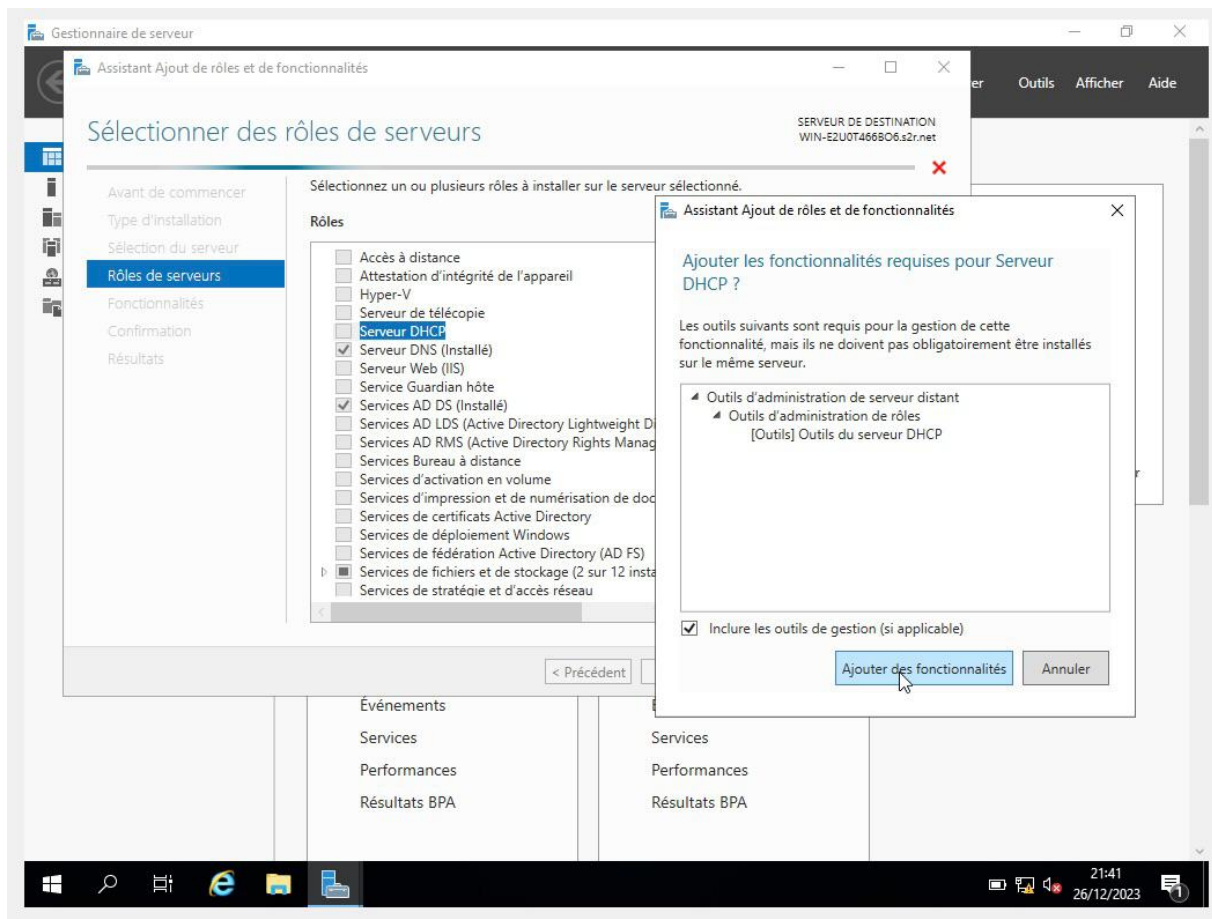 Gestionnaire de serveur
Assistant Ajout de rôles et de fonctionnalités
Outils Afficher Aide
Sélectionner des rôles de serveurs
SERVEUR DE DESTINATION
WIN-E2U0T466BO6.s2r.net
Avant de commencer
Type d'installation
Sélection du serveur
Rôles de serveurs
Fonctionnalités
Confirmation
Résultats
Sélectionnez un ou plusieurs rôles à installer sur le serveur sélectionné.
Rôles
Accès à distance
Attestation d'intégrité de l'appareil
Hyper-V
Serveur de télécopie
Serveur DHCP
Serveur DNS (Installé)
Serveur Web (IIS)
Service Guardian hôte
Services AD DS (Installé)
Services AD LDS (Active Directory Lightweight Di
Services AD RMS (Active Directory Rights Manag
Services Bureau à distance
Services d'activation en volume
Services d'impression et de numérisation de doc
Services de certificats Active Directory
Services de déploiement Windows
Services de fédération Active Directory (AD FS)
Services de fichiers et de stockage (2 sur 12 insta
Services de stratégie et d'accès réseau
< Précédent
Assistant Ajout de rôles et de fonctionnalités
Ajouter les fonctionnalités requises pour Serveur
DHCP ?
Les outils suivants sont requis pour la gestion de cette
fonctionnalité, mais ils ne doivent pas obligatoirement être installés
sur le même serveur.
Outils d'administration de serveur distant
Outils d'administration de rôles
[Outils] Outils du serveur DHCP
Inclure les outils de gestion (si applicable)
Ajouter des fonctionnalités
Annuler
Événements
Services
Performances
Résultats BPA
Services
Performances
Résultats BPA
21:41
26/12/2023
1